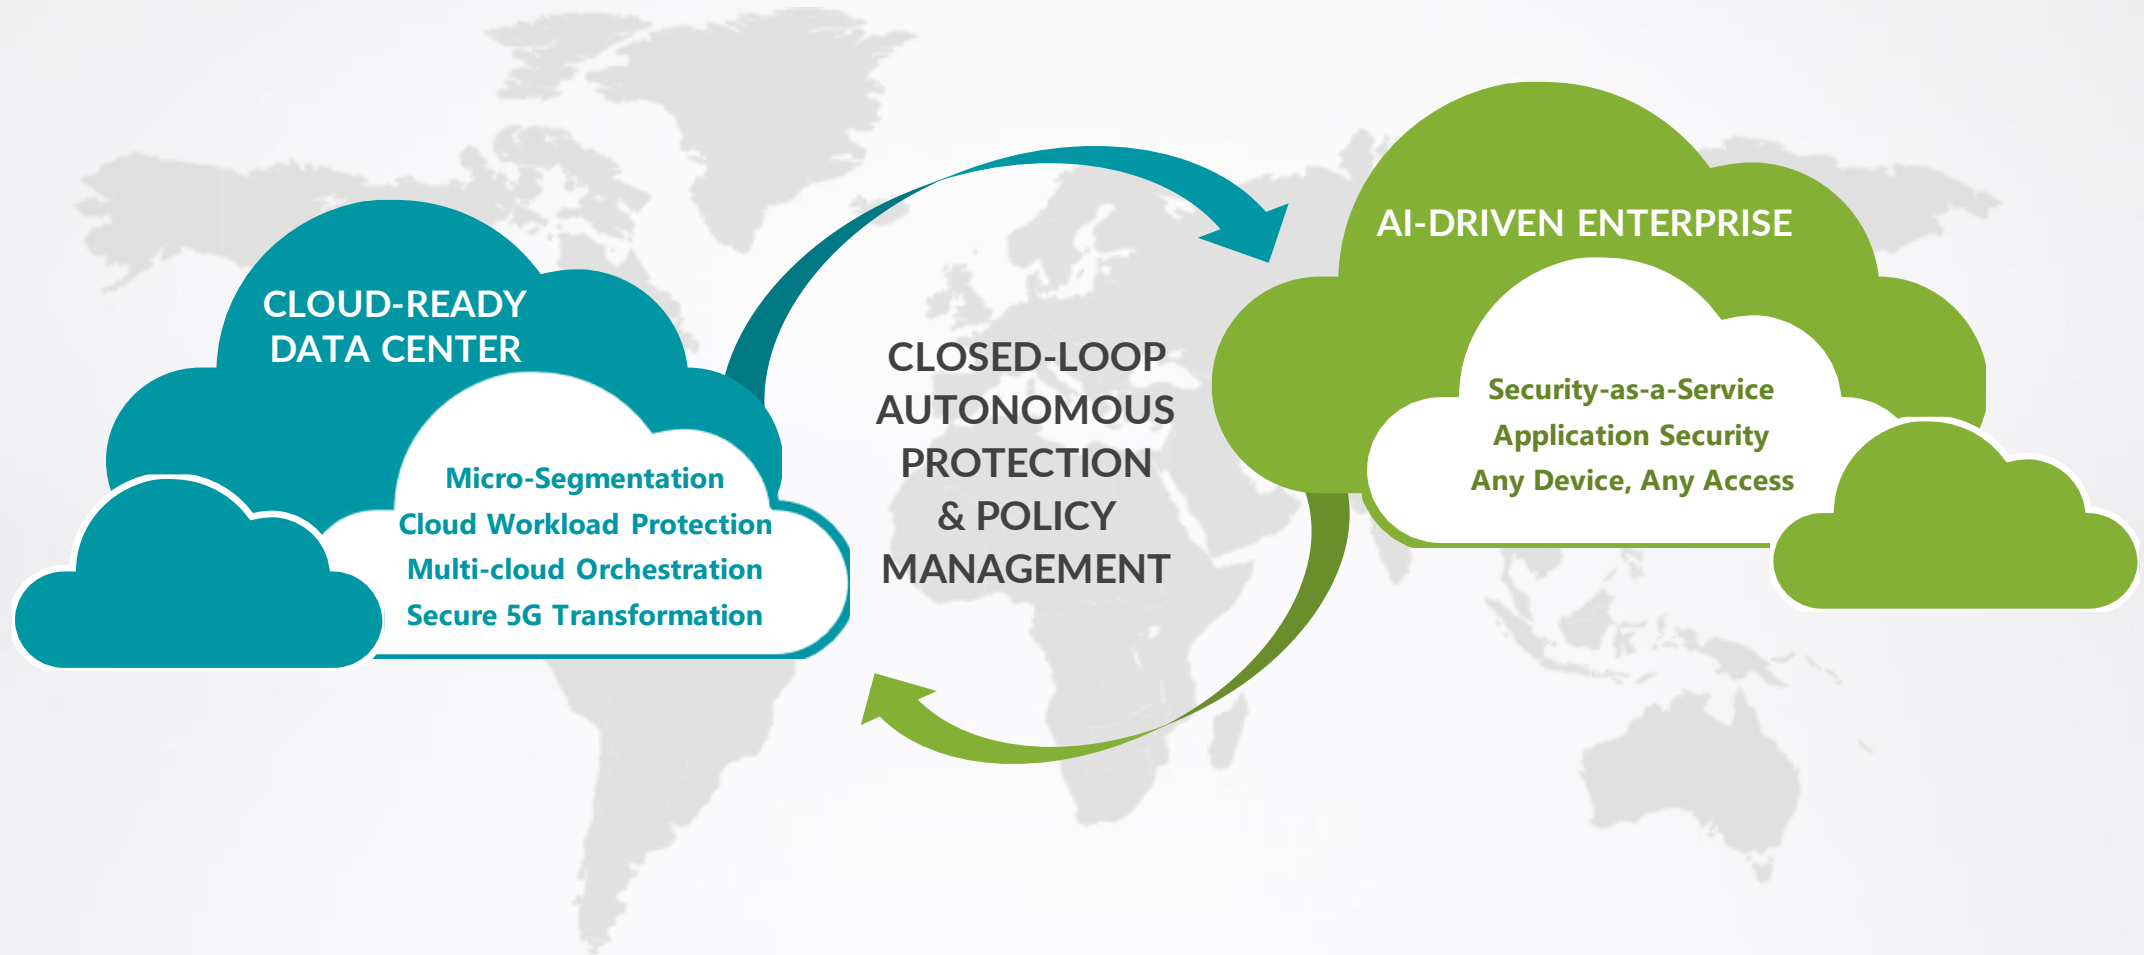 CLOUD-READY
DATA CENTER
Micro-Segmentation
Cloud Workload Protection
Multi-cloud Orchestration
Secure 5G Transformation
CLOSED-LOOP
AUTONOMOUS
PROTECTION
& POLICY
MANAGEMENT
AI-DRIVEN ENTERPRISE
Security-as-a-Service
Application Security
Any Device, Any Access